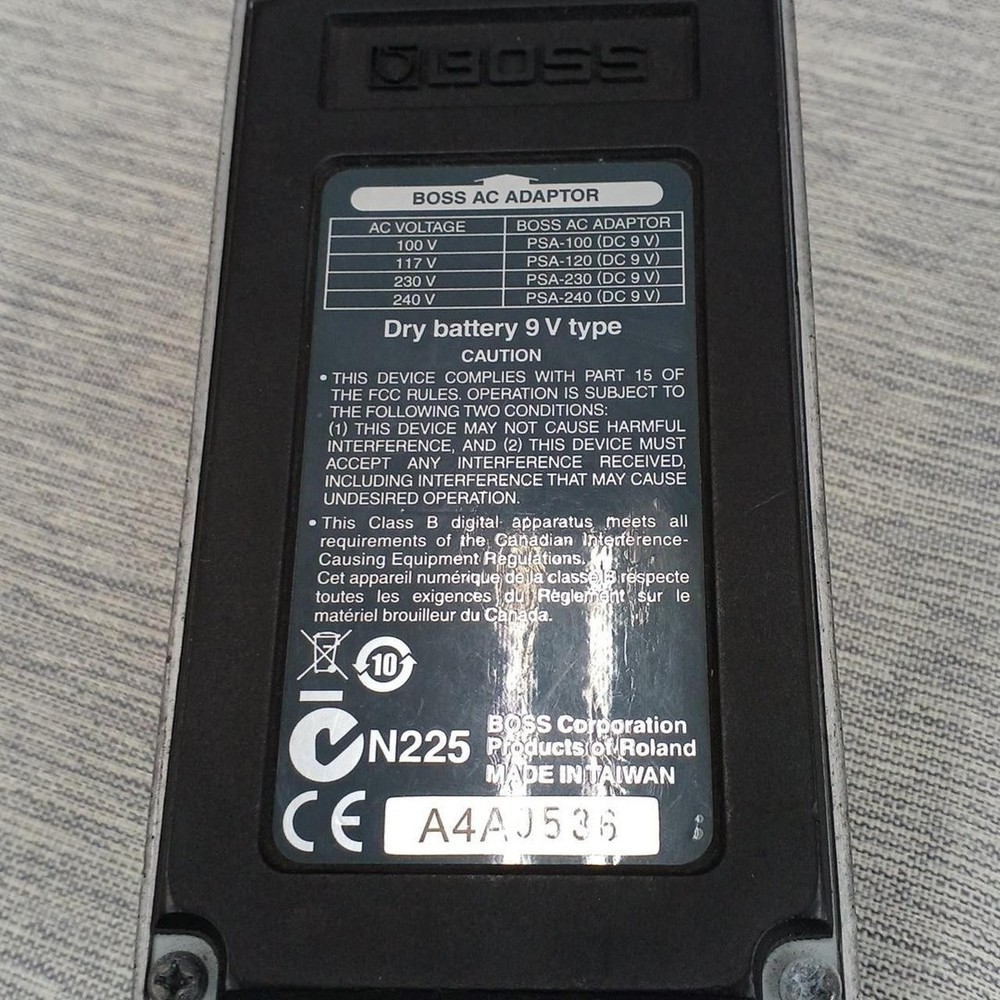 BOSS
BOSS AC ADAPTOR
AC VOLTAGE BOSS AC ADAPTOR
100 V PSA-100 (DC 9 V)
117 V PSA-120 (DC 9 V)
230 V PSA-230 (DC 9 V)
240 V PSA-240 (DC 9 V)
Dry battery 9 V type
CAUTION
• THIS DEVICE COMPLIES WITH PART 15 OF
THE FCC RULES. OPERATION IS SUBJECT TO
THE FOLLOWING TWO CONDITIONS:
(1) THIS DEVICE MAY NOT CAUSE HARMFUL
INTERFERENCE, AND (2) THIS DEVICE MUST
ACCEPT ANY INTERFERENCE RECEIVED,
INCLUDING INTERFERENCE THAT MAY CAUSE
UNDESIRED OPERATION.
• This Class B digital apparatus meets all
requirements of the Canadian Interference-
Causing Equipment Regulations.
Cet appareil numérique de la classe B respecte
toutes les exigences du Règlement sur le
matériel brouilleur du Canada.
10
N225
BOSS Corporation
Products of Roland
MADE IN TAIWAN
CE
A4AJ536